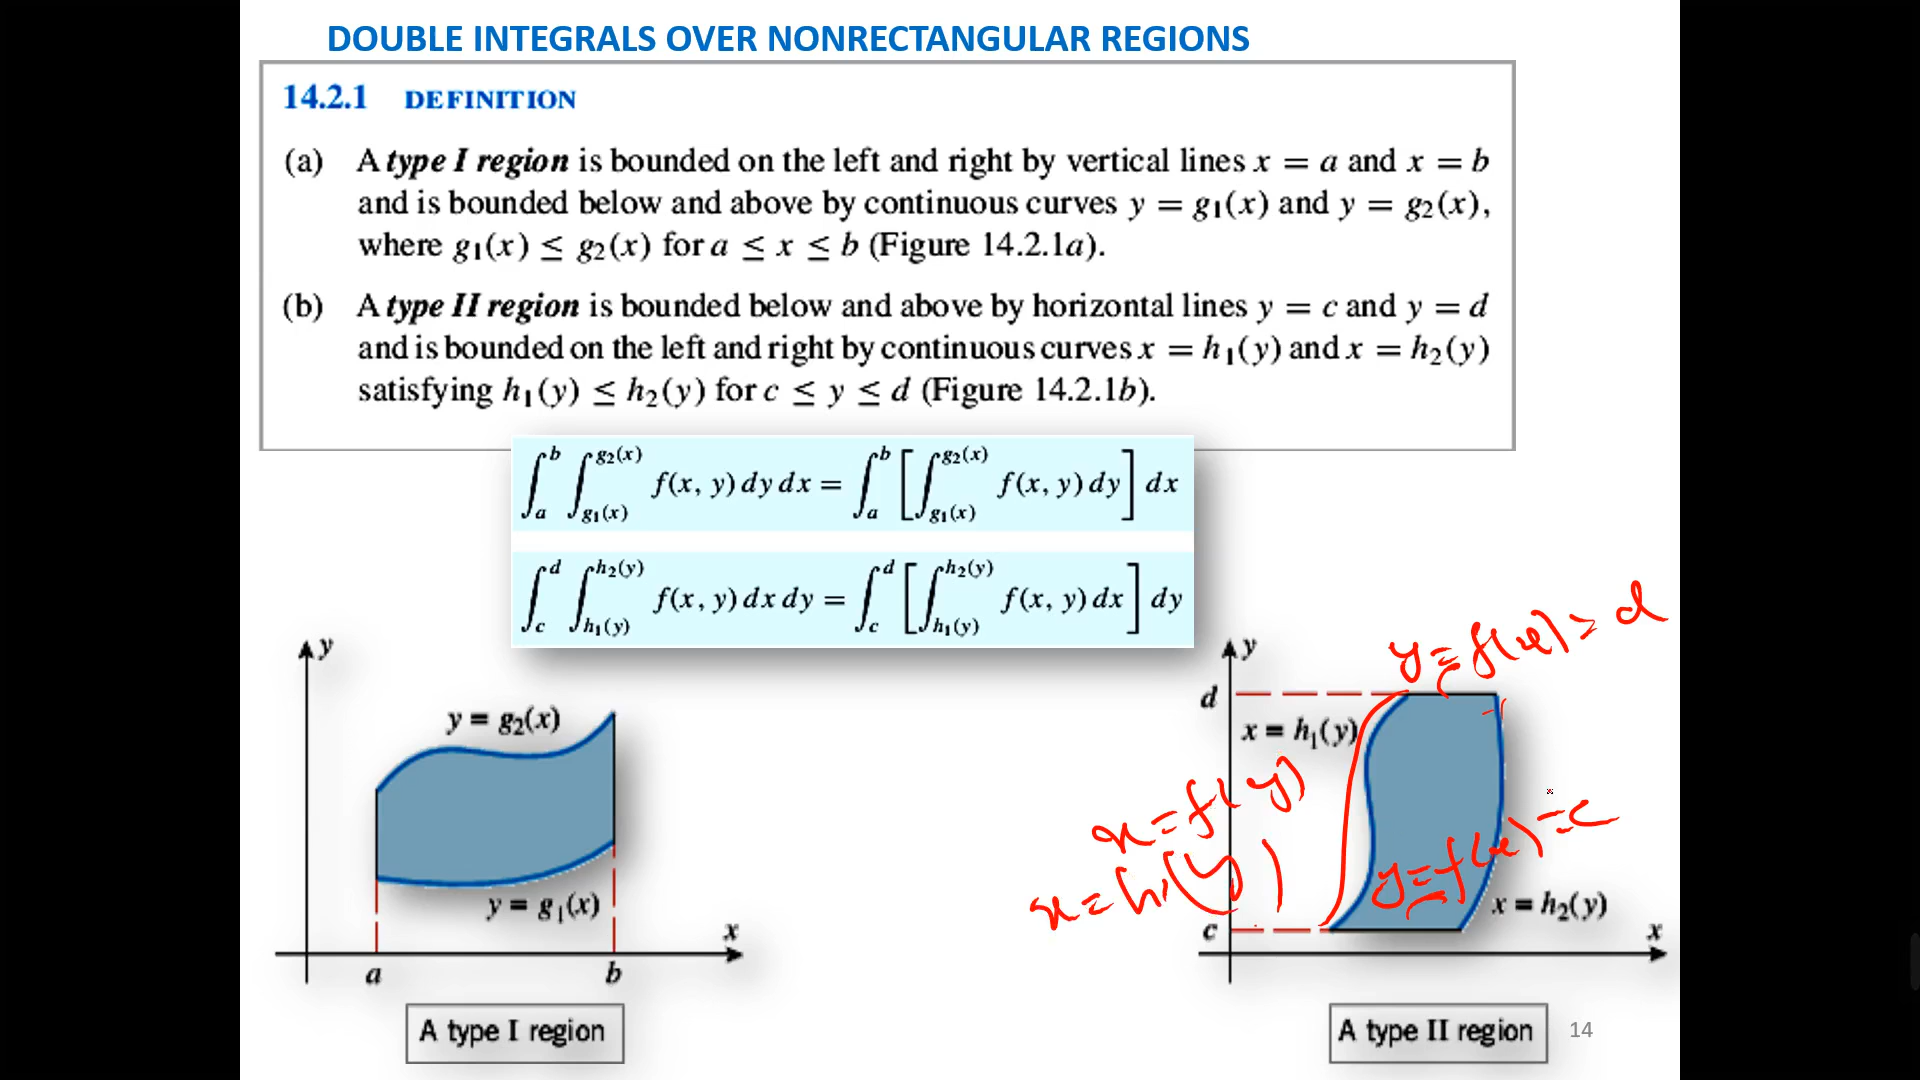 DOUBLE INTEGRALS OVER NONRECTANGULAR REGIONS
14.2.1 DEFINITION
(a) A type I region is bounded on the left and right by vertical lines x = a and x = b
and is bounded below and above by continuous curves y = g₁(x) and y = g₂(x),
where g₁(x) ≤ g₂(x) for a ≤ x ≤ b (Figure 14.2.1a).
(b) A type II region is bounded below and above by horizontal lines y = c and y = d
and is bounded on the left and right by continuous curves x = h₁(y) and x = h₂(y)
satisfying h₁(y) ≤ h₂(y) for c ≤ y ≤ d (Figure 14.2.1b).
∫_a^b ∫_{g₁(x)}^{g₂(x)} f(x, y) dy dx = ∫_a^b [∫_{g₁(x)}^{g₂(x)} f(x, y) dy] dx
∫_c^d ∫_{h₁(y)}^{h₂(y)} f(x, y) dx dy = ∫_c^d [∫_{h₁(y)}^{h₂(y)} f(x, y) dx] dy
y
y = g₂(x)
y = g₁(x)
x
a b
A type I region
y = f(x) = d
y
d
x = h₁(y)
x = f(y)
x = h₁(y)
y = f(x) = c
x = h₂(y)
c
x
A type II region
14